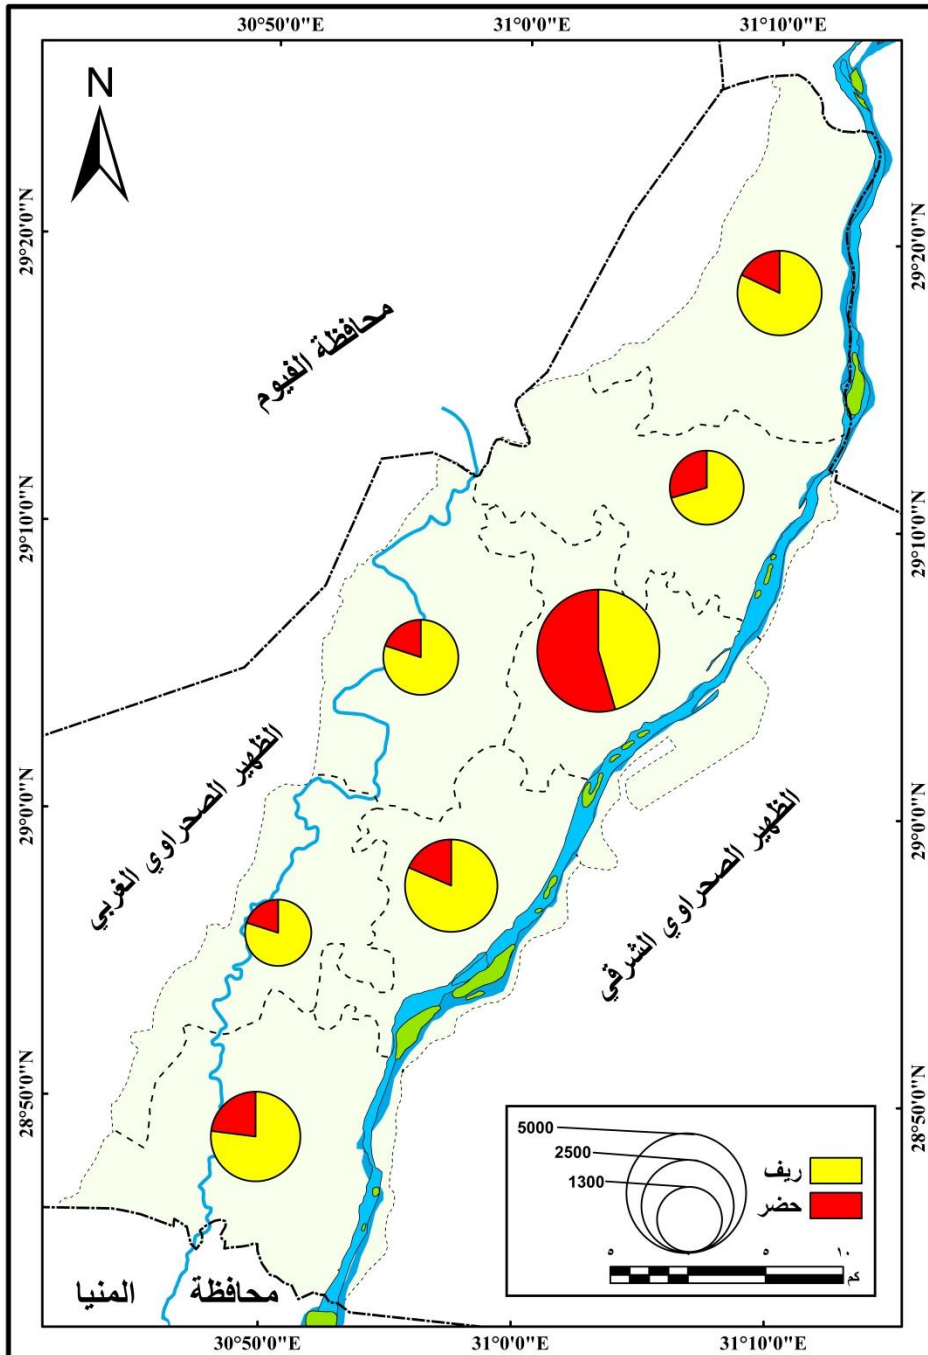 30°50'0"E
31°0'0"E
31°10'0"E
N
29°20'0"N
29°20'0"N
محافظة الفيوم
29°10'0"N
29°10'0"N
الظهير الصحراوي الغربي
29°0'0"N
29°0'0"N
الظهير الصحراوي الشرقي
28°50'0"N
28°50'0"N
5000
2500
1300
ريف
حضر
٥
٥
١٠
كم
محافظة المنيا
30°50'0"E
31°0'0"E
31°10'0"E